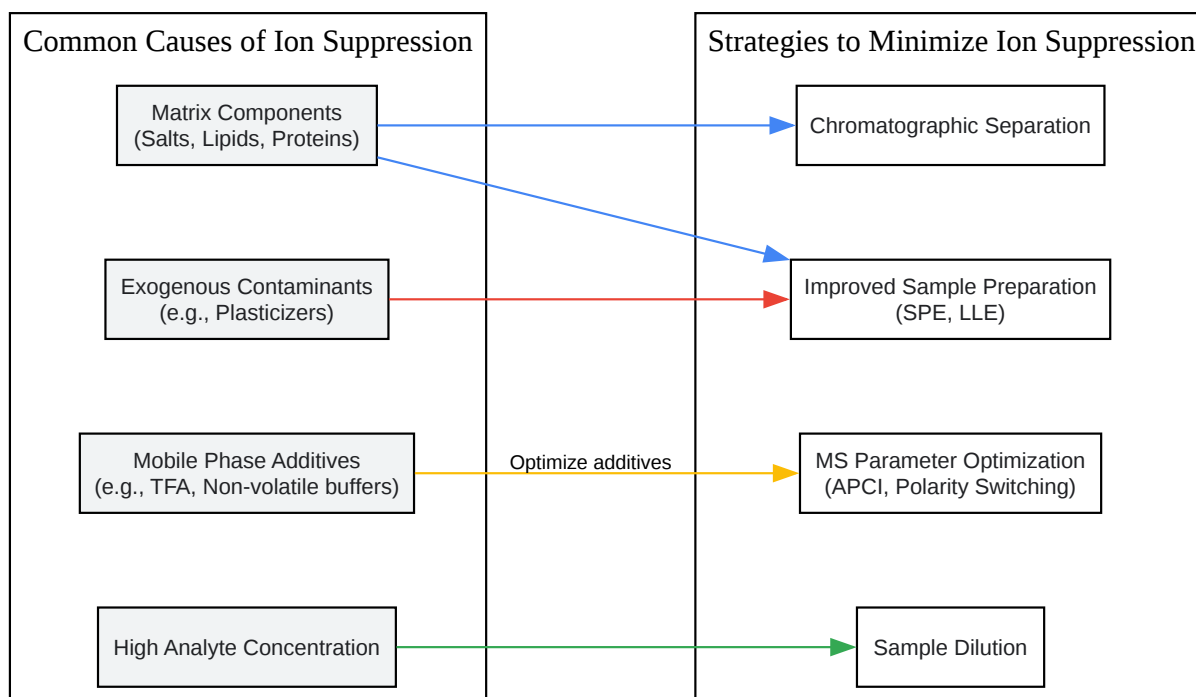 Common Causes of Ion Suppression
Matrix Components
(Salts, Lipids, Proteins)
Exogenous Contaminants
(e.g., Plasticizers)
Mobile Phase Additives
(e.g., TFA, Non-volatile buffers)
High Analyte Concentration
Optimize additives
Strategies to Minimize Ion Suppression
Chromatographic Separation
Improved Sample Preparation
(SPE, LLE)
MS Parameter Optimization
(APCI, Polarity Switching)
Sample Dilution